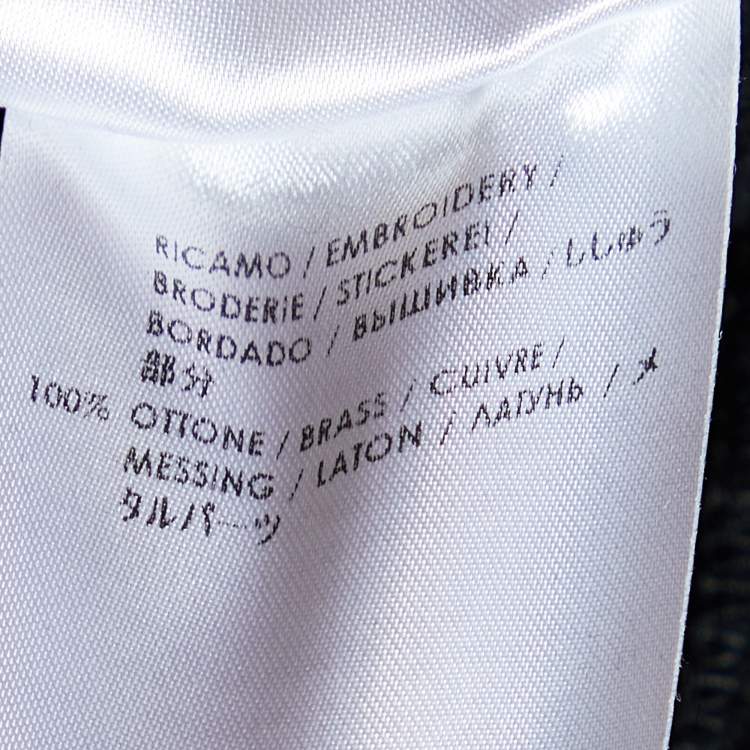 RICAMO / EMBROIDERY /
BRODERIE / STICKEREI /
BORDADO / ВЫШИВКА / ししゅう
部分
100% OTTONE / BRASS / CUIVRE /
MESSING / LATON / ЛАТУНЬ / メ
タルパーツ